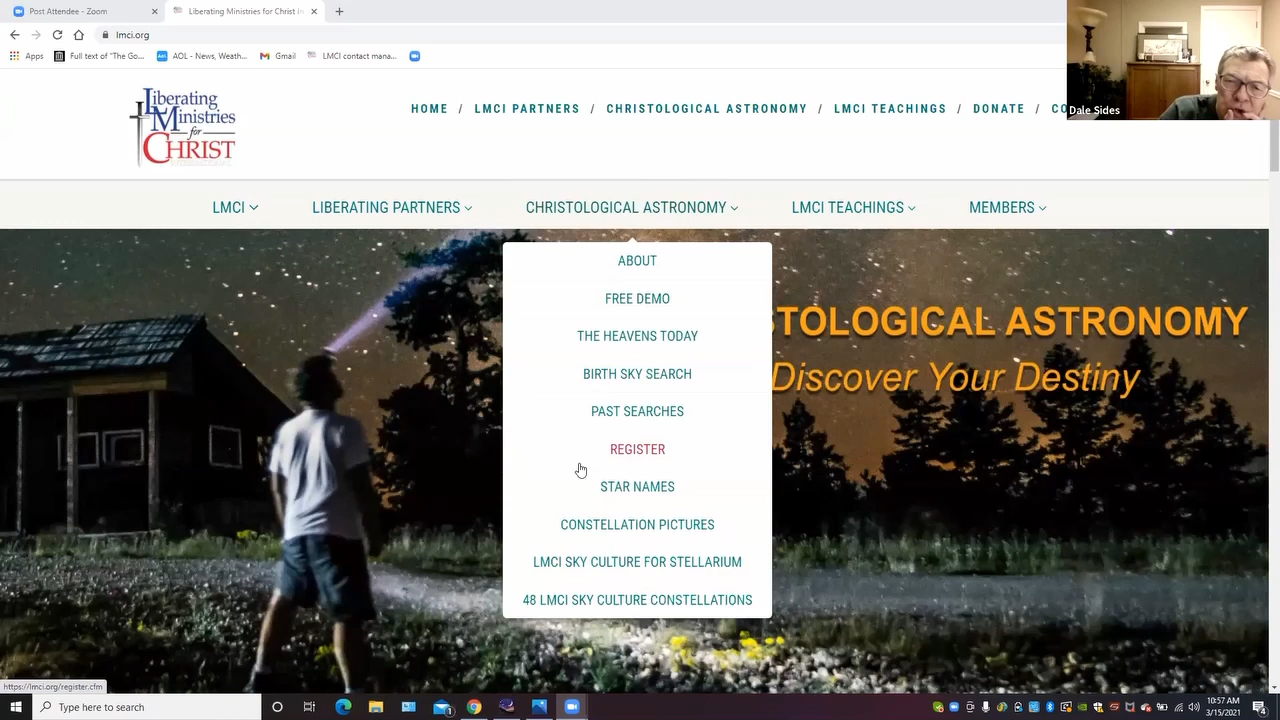 Post Attendee - Zoom
Liberating Ministries for Christ In
lmci.org
Apps
Full text of "The Go...
AOL - News, Weath...
Gmail
LMCI contact mana...
Dale Sides
Liberating
Ministries
for
CHRIST
HOME / LMCI PARTNERS / CHRISTOLOGICAL ASTRONOMY / LMCI TEACHINGS / DONATE / CO
LMCI
LIBERATING PARTNERS
CHRISTOLOGICAL ASTRONOMY
LMCI TEACHINGS
MEMBERS
ABOUT
FREE DEMO
THE HEAVENS TODAY
BIRTH SKY SEARCH
PAST SEARCHES
REGISTER
STAR NAMES
CONSTELLATION PICTURES
LMCI SKY CULTURE FOR STELLARIUM
48 LMCI SKY CULTURE CONSTELLATIONS
STOLOGICAL ASTRONOMY
Discover Your Destiny
https://lmci.org/register.cfm
Type here to search
10:57 AM
3/15/2021